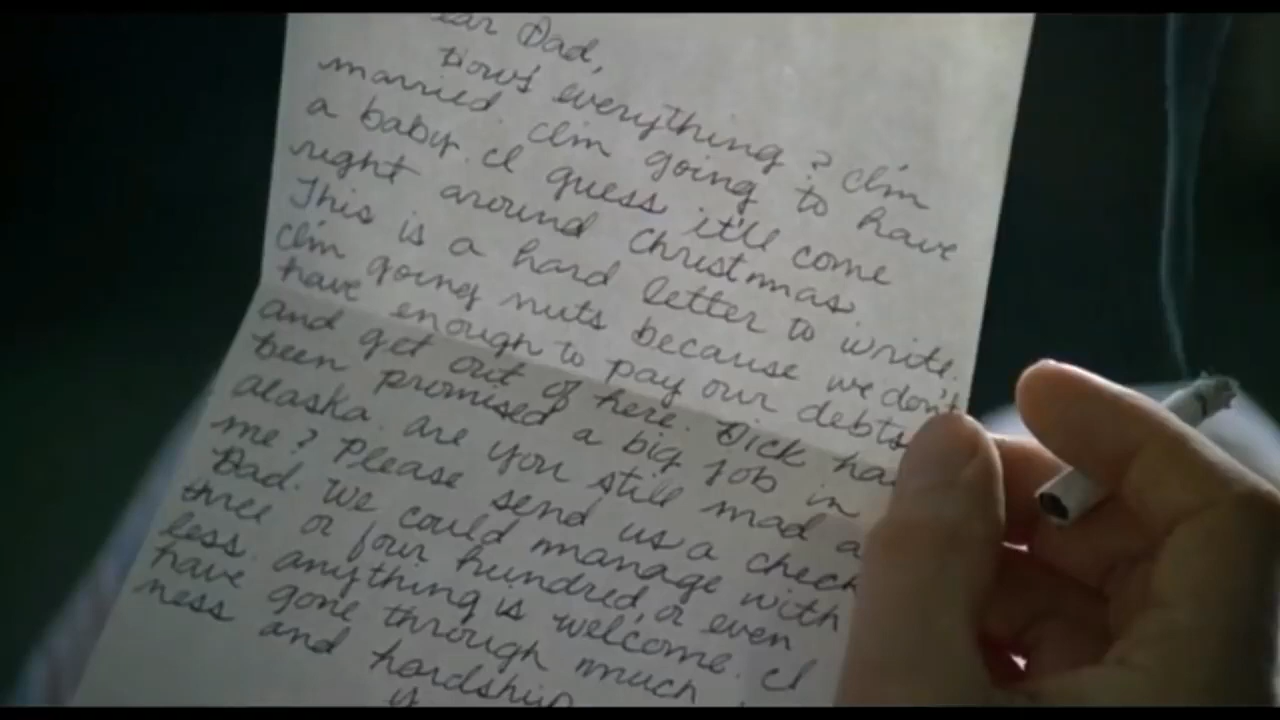 ear Dad,
How's everything? I'm
married. I'm going to have
a baby. I guess it'll come
right around Christmas.
This is a hard letter to write.
I'm going nuts because we don't
have enough to pay our debts
and get out of here. Dick ha
been promised a big job in
Alaska. Are you still mad a
me? Please send us a check
Dad. We could manage with
three or four hundred, or even
less. Anything is welcome. I
have gone through much
ness and hardship